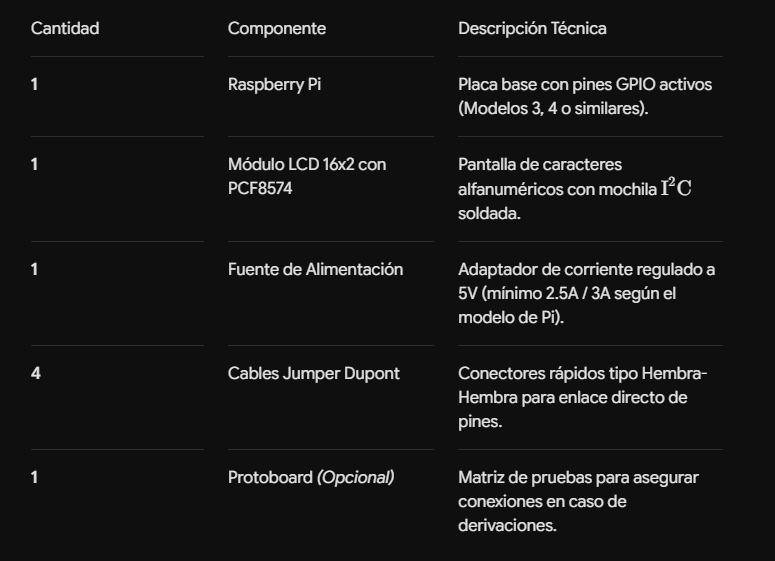 Cantidad Componente Descripción Técnica
1 Raspberry Pi Placa base con pines GPIO activos
(Modelos 3, 4 o similares).
1 Módulo LCD 16x2 con Pantalla de caracteres
PCF8574 alfanuméricos con mochila I²C
soldada.
1 Fuente de Alimentación Adaptador de corriente regulado a
5V (mínimo 2.5A / 3A según el
modelo de Pi).
4 Cables Jumper Dupont Conectores rápidos tipo Hembra-
Hembra para enlace directo de
pines.
1 Protoboard (Opcional) Matriz de pruebas para asegurar
conexiones en caso de
derivaciones.